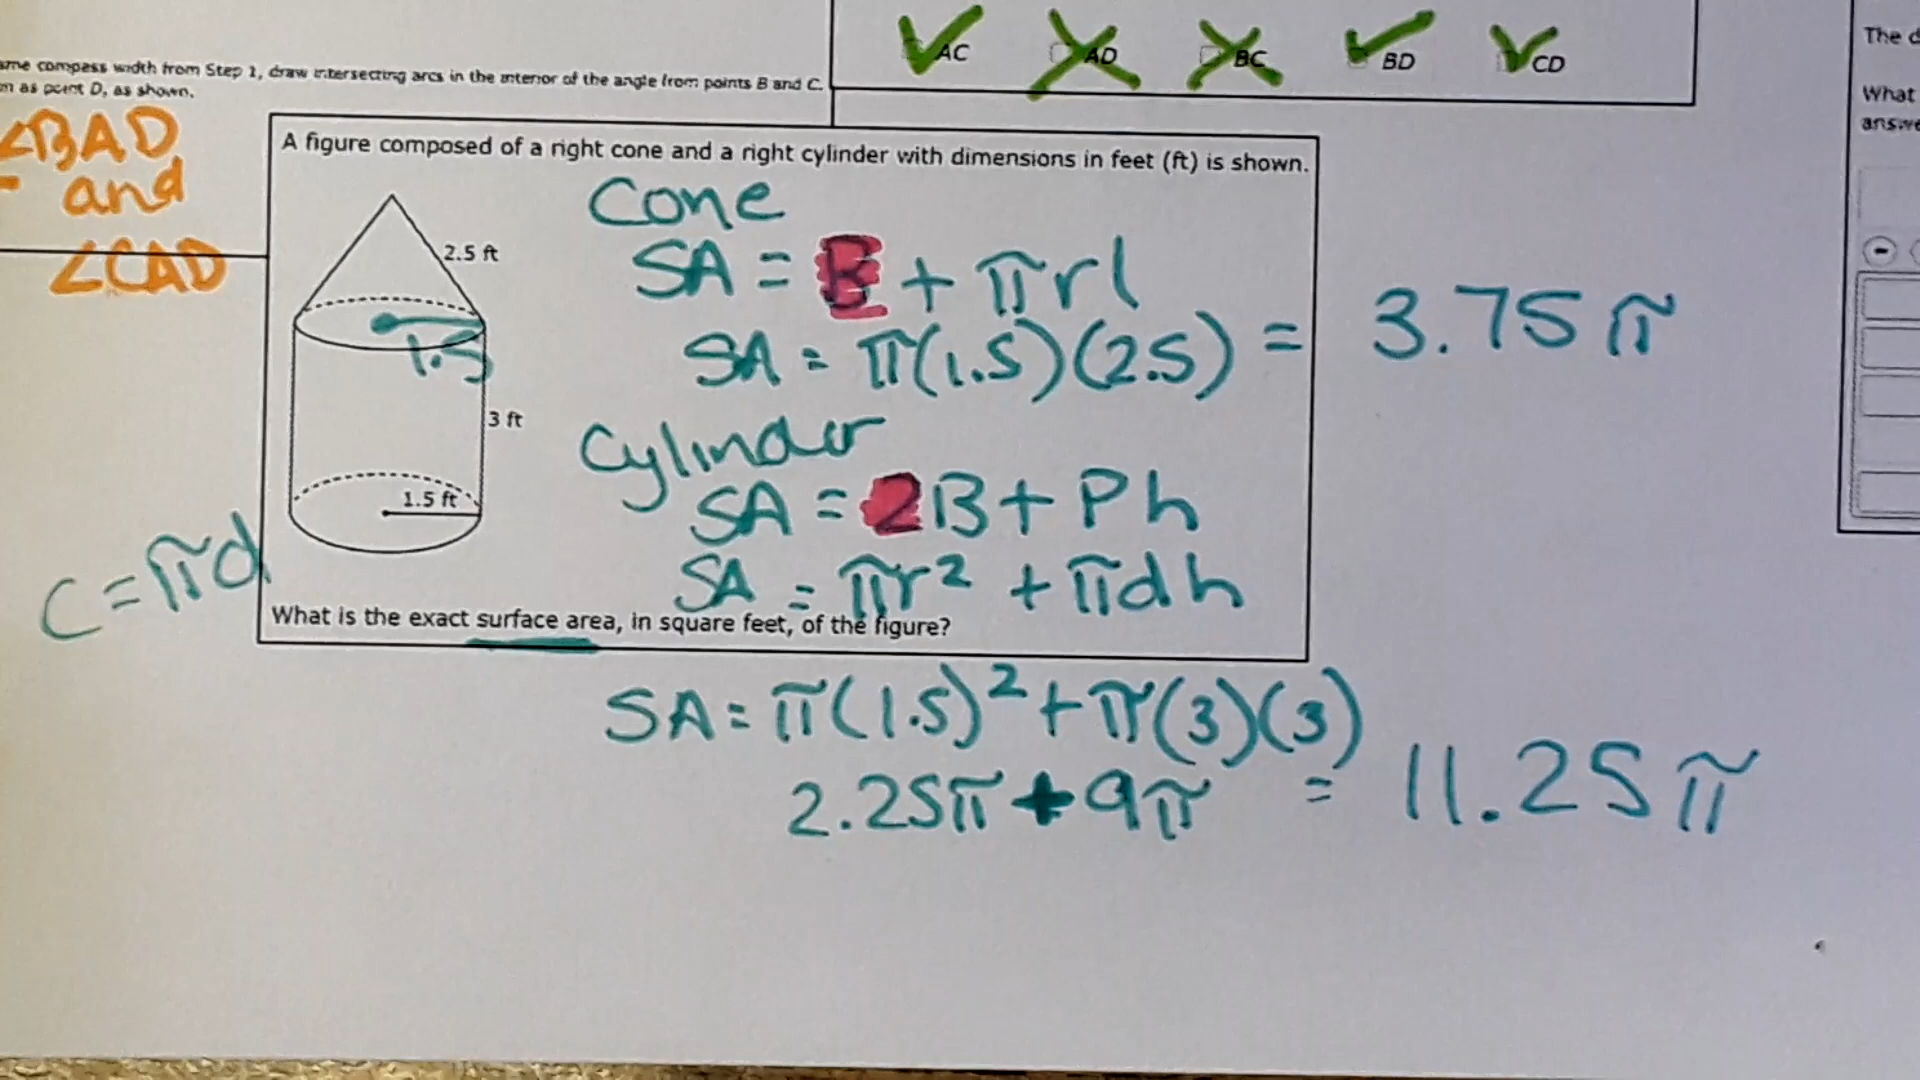 AC AD BC BD CD
compass width from Step 1, draw intersecting arcs in the interior of the angle from points B and C.
as point D, as shown.
∠BAD
and
∠CAD
A figure composed of a right cone and a right cylinder with dimensions in feet (ft) is shown.
2.5 ft
1.5
3 ft
1.5 ft
Cone
SA = B + πrl
SA = π(1.5)(2.5) = 3.75π
Cylinder
SA = 2B + Ph
SA = πr² + πdh
C = πd
What is the exact surface area, in square feet, of the figure?
SA = π(1.5)² + π(3)(3)
2.25π + 9π = 11.25π
The
What